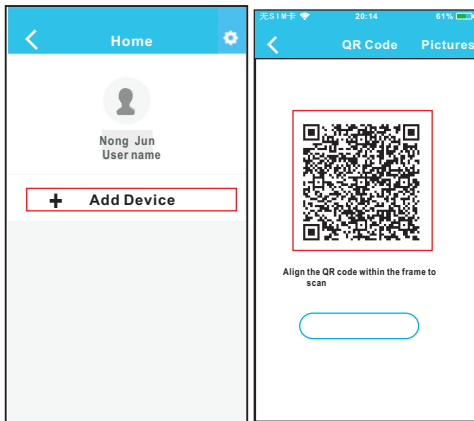 Home
Nong Jun
User name
+ Add Device
无SIM卡 20:14 61%
QR Code Pictures
Align the QR code within the frame to
scan